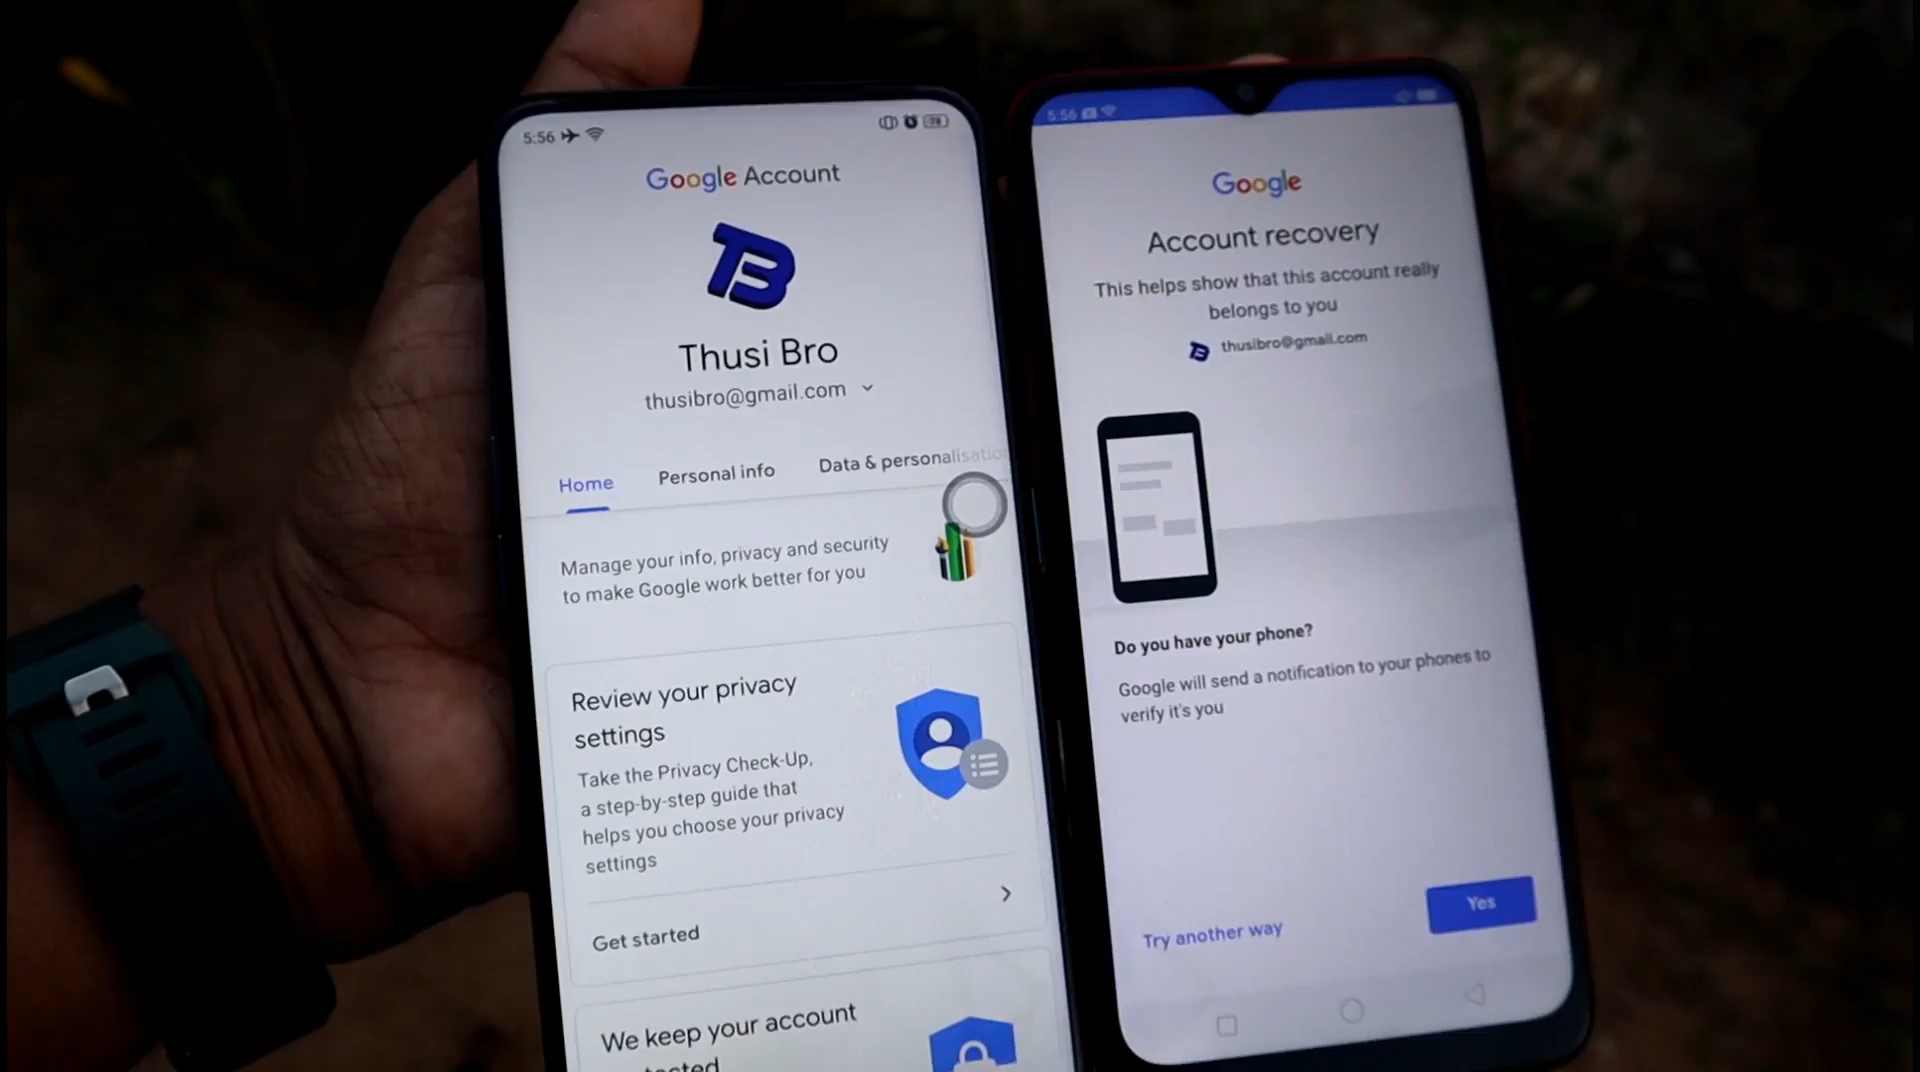 5:56
Google Account
TB
Thusi Bro
thusibro@gmail.com
Home
Personal info
Data & personalisation
Manage your info, privacy and security
to make Google work better for you
Review your privacy
settings
Take the Privacy Check-Up,
a step-by-step guide that
helps you choose your privacy
settings
Get started
We keep your account
5:56
Google
Account recovery
This helps show that this account really
belongs to you
TB
thusibro@gmail.com
Do you have your phone?
Google will send a notification to your phones to
verify it's you
Try another way
Yes